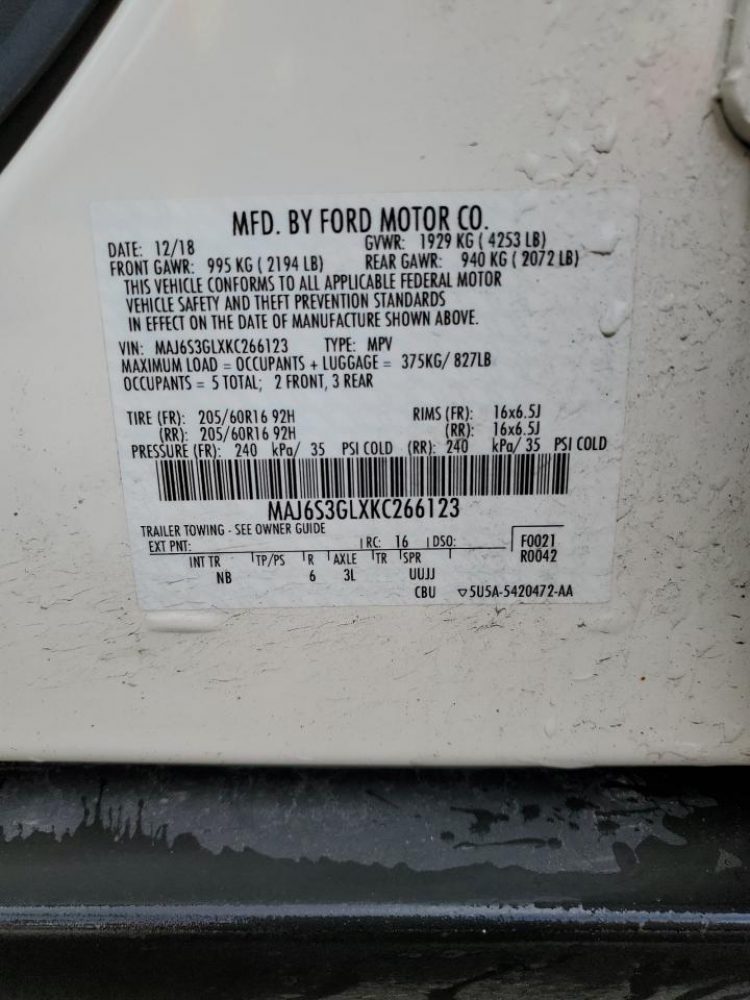 MFD. BY FORD MOTOR CO.
DATE: 12/18 GVWR: 1929 KG ( 4253 LB)
FRONT GAWR: 995 KG ( 2194 LB) REAR GAWR: 940 KG ( 2072 LB)
THIS VEHICLE CONFORMS TO ALL APPLICABLE FEDERAL MOTOR
VEHICLE SAFETY AND THEFT PREVENTION STANDARDS
IN EFFECT ON THE DATE OF MANUFACTURE SHOWN ABOVE.
VIN: MAJ6S3GLXKC266123 TYPE: MPV
MAXIMUM LOAD = OCCUPANTS + LUGGAGE = 375KG/ 827LB
OCCUPANTS = 5 TOTAL; 2 FRONT, 3 REAR
TIRE (FR): 205/60R16 92H RIMS (FR): 16x6.5J
(RR): 205/60R16 92H (RR): 16x6.5J
PRESSURE (FR): 240 kPa/ 35 PSI COLD (RR): 240 kPa/ 35 PSI COLD
MAJ6S3GLXKC266123
TRAILER TOWING - SEE OWNER GUIDE
EXT PNT: RC: 16 DSO: F0021
INT TR TP/PS R AXLE TR SPR R0042
NB 6 3L UUJJ
CBU ▽5U5A-5420472-AA